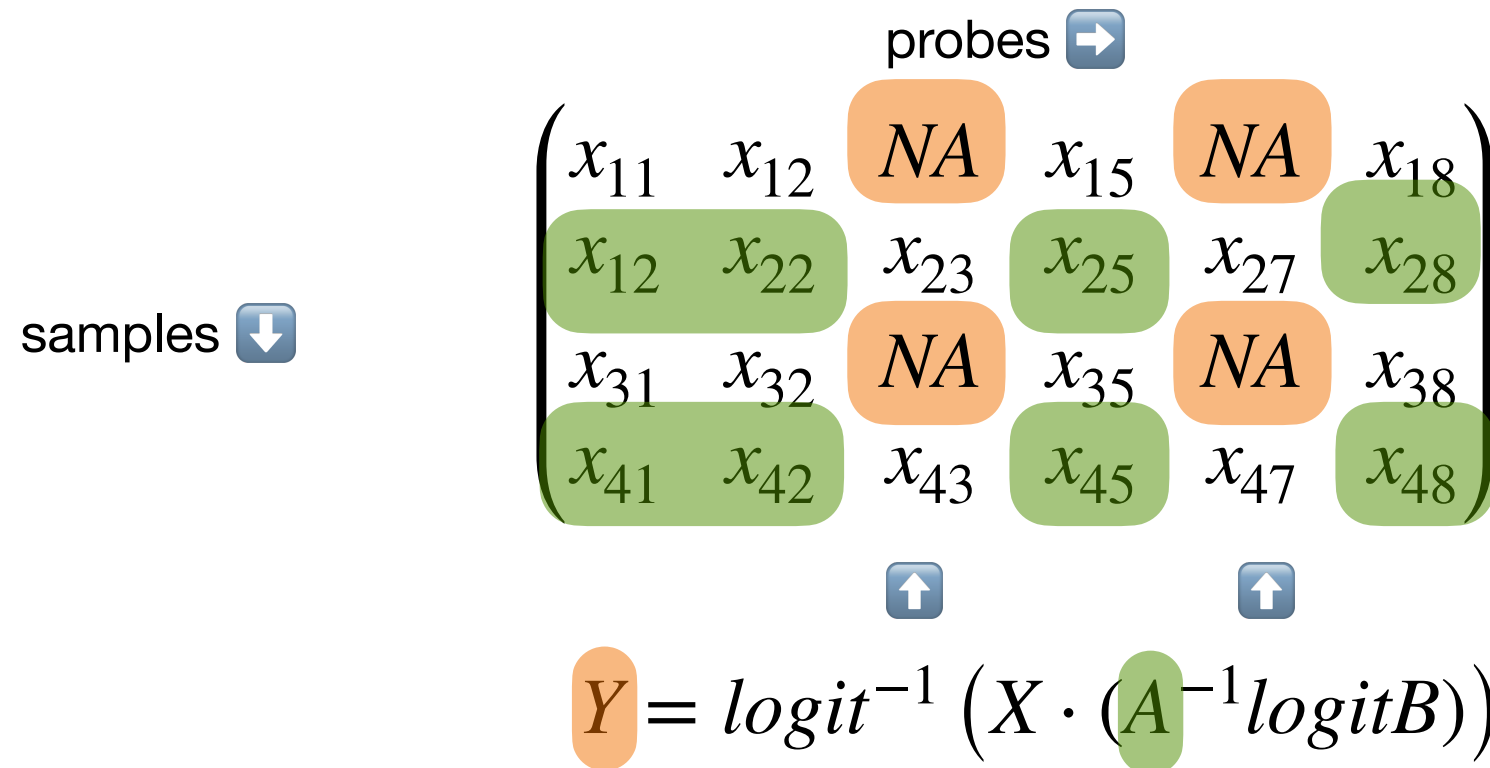 probes ➡️
x₁₁ x₁₂ NA x₁₅ NA x₁₈
x₁₂ x₂₂ x₂₃ x₂₅ x₂₇ x₂₈
samples ⬇️
x₃₁ x₃₂ NA x₃₅ NA x₃₈
x₄₁ x₄₂ x₄₃ x₄₅ x₄₇ x₄₈
⬆️ ⬆️
Y = logit⁻¹ (X · (A⁻¹logitB))